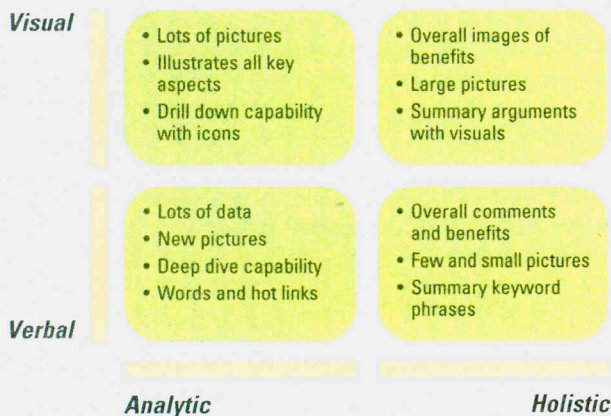 Visual
• Lots of pictures
• Illustrates all key
aspects
• Drill down capability
with icons
• Overall images of
benefits
• Large pictures
• Summary arguments
with visuals
• Lots of data
• New pictures
• Deep dive capability
• Words and hot links
• Overall comments
and benefits
• Few and small pictures
• Summary keyword
phrases
Verbal
Analytic
Holistic